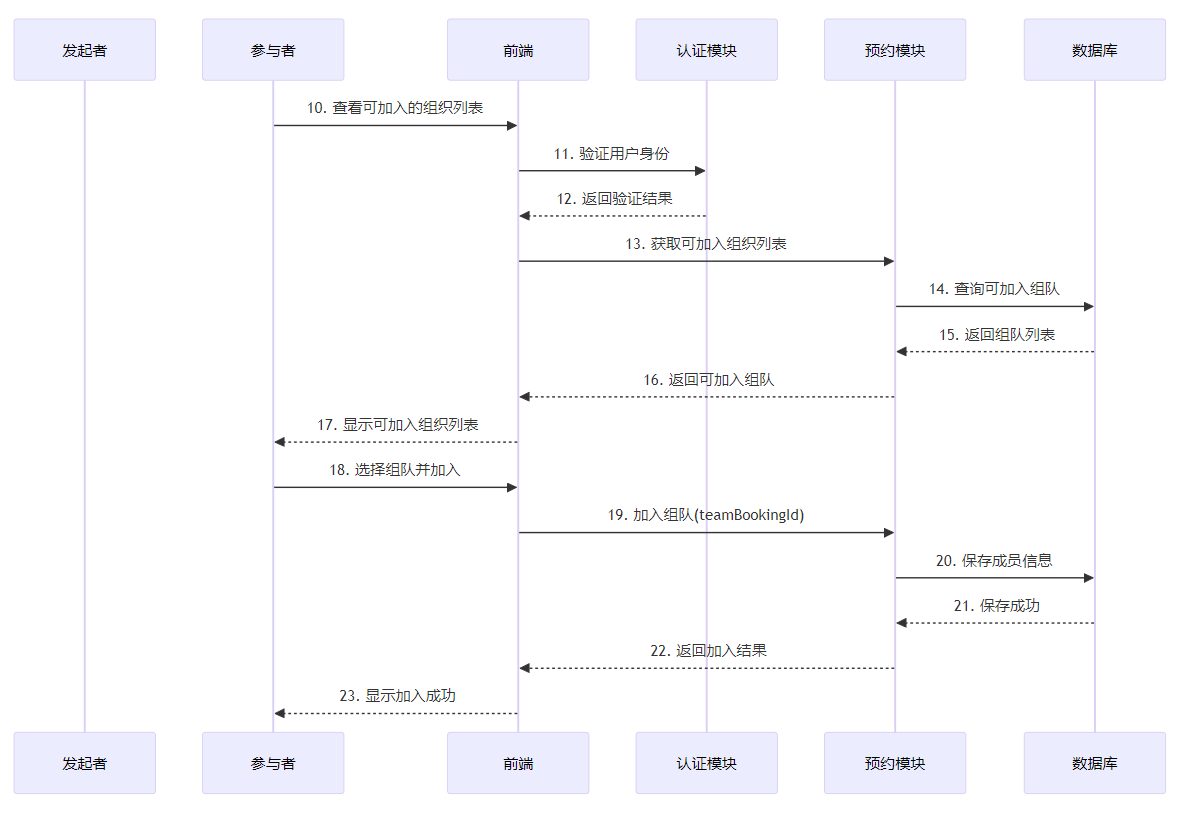 发起者
参与者
前端
认证模块
预约模块
数据库
10. 查看可加入的组织列表
11. 验证用户身份
12. 返回验证结果
13. 获取可加入组织列表
14. 查询可加入组队
15. 返回组队列表
16. 返回可加入组队
17. 显示可加入组织列表
18. 选择组队并加入
19. 加入组队(teamBookingId)
20. 保存成员信息
21. 保存成功
22. 返回加入结果
23. 显示加入成功
发起者
参与者
前端
认证模块
预约模块
数据库